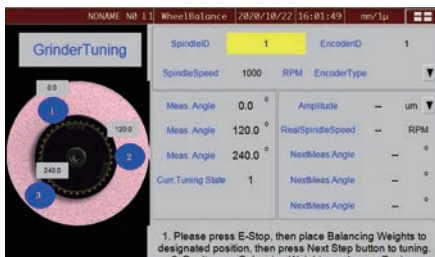 NONAME N0 L1 WheelBalance 2020/10/22 16:01:49 mm/1µ
GrinderTuning
SpindleID 1 EncoderID 1
SpindleSpeed 1000 RPM EncoderType
0.0
1
120.0
2
240.0
3
Meas. Angle 0.0 ° Amplitude -- um
Meas. Angle 120.0 ° RealSpindleSpeed -- RPM
Meas. Angle 240.0 ° NextMeas.Angle -- °
Curr.Tuning State 1 NextMeas.Angle -- °
NextMeas.Angle -- °
1. Please press E-Stop, then place Balancing Weights to
designated position, then press Next Step button to tuning.